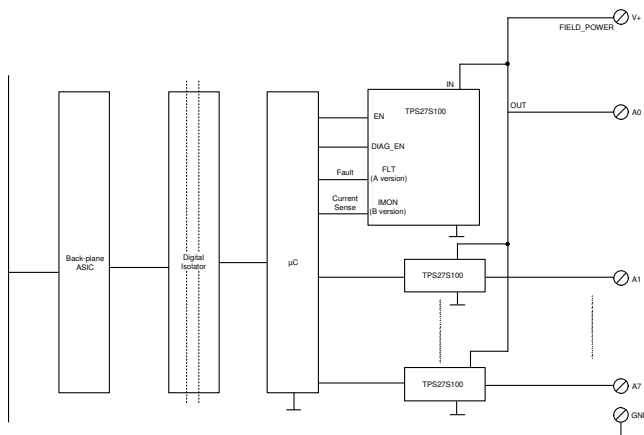 V+
FIELD_POWER
IN
TPS27S100
OUT
A0
EN
DIAG_EN
Fault
FLT
(A version)
Current
Sense
IMON
(B version)
Back-plane
ASIC
Digital
Isolator
µC
TPS27S100
A1
TPS27S100
A7
GN